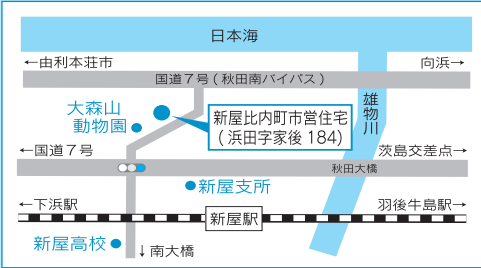 日本海
←由利本荘市
向浜→
国道7号(秋田南バイパス)
大森山
動物園
新屋比内町市営住宅
(浜田字家後184)
雄物川
←国道7号
茨島交差点→
秋田大橋
新屋支所
←下浜駅
新屋駅
羽後牛島駅→
新屋高校
↓南大橋